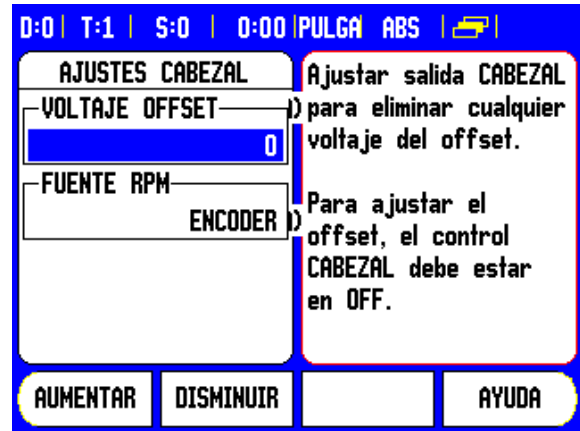 D:0 | T:1 | S:0 | 0:00 | PULGA ABS
AJUSTES CABEZAL
VOLTAJE OFFSET
0
FUENTE RPM
ENCODER
Ajustar salida CABEZAL
para eliminar cualquier
voltaje del offset.
Para ajustar el
offset, el control
CABEZAL debe estar
en OFF.
AUMENTAR
DISMINUIR
AYUDA